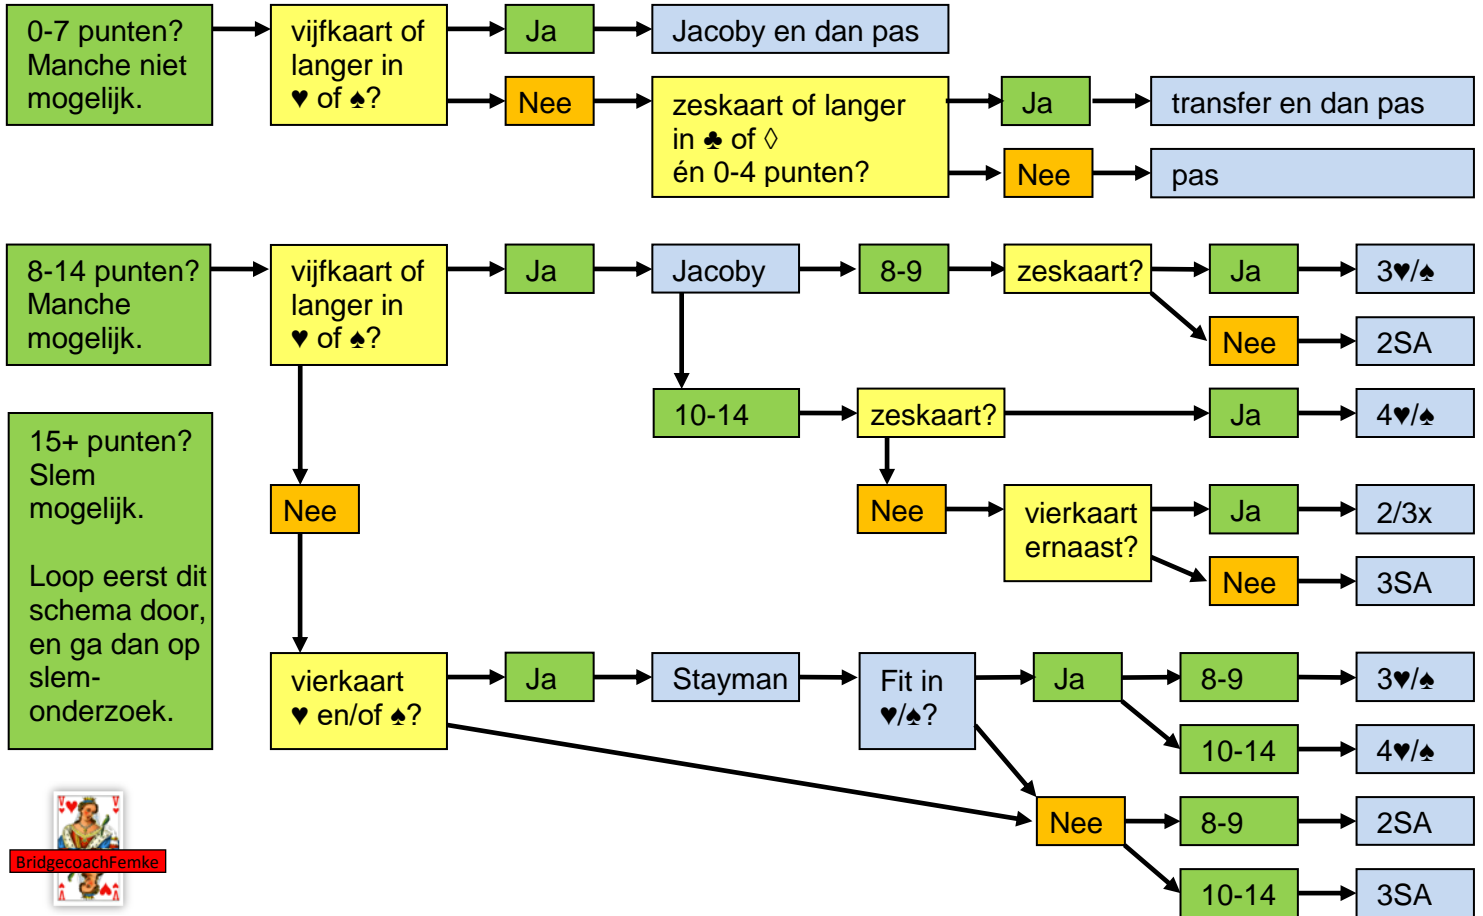 0-7 punten?
Manche niet
mogelijk.
vijfkaart of
langer in
♥ of ♠?
Ja
Jacoby en dan pas
Nee
zeskaart of langer
in ♣ of ◊
én 0-4 punten?
Ja
transfer en dan pas
Nee
pas
8-14 punten?
Manche
mogelijk.
vijfkaart of
langer in
♥ of ♠?
Ja
Jacoby
8-9
zeskaart?
Ja
3♥/♠
Nee
2SA
10-14
zeskaart?
Ja
4♥/♠
Nee
vierkaart
ernaast?
Ja
2/3x
Nee
3SA
15+ punten?
Slem
mogelijk.
Loop eerst dit
schema door,
en ga dan op
slem-
onderzoek.
Nee
vierkaart
♥ en/of ♠?
Ja
Stayman
Fit in
♥/♠?
Ja
8-9
3♥/♠
10-14
4♥/♠
Nee
8-9
2SA
10-14
3SA
V
V
BridgecoachFemke
V
V